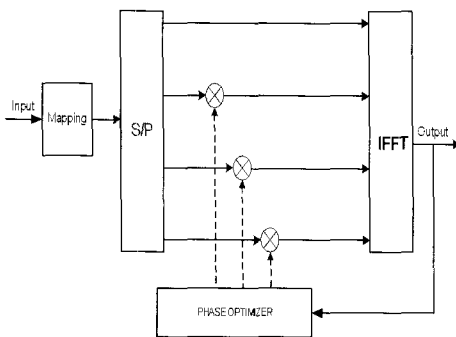 Input
Mapping
S/P
IFFT
Output
PHASE OPTIMIZER